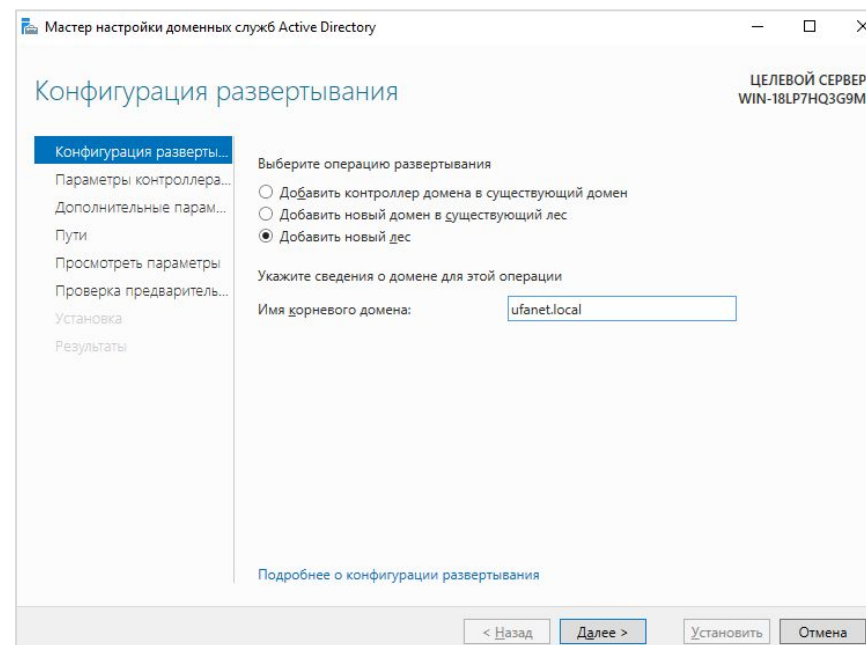 Мастер настройки доменных служб Active Directory
Конфигурация развертывания
ЦЕЛЕВОЙ СЕРВЕР
WIN-18LP7HQ3G9M
Конфигурация разверты...
Параметры контроллера...
Дополнительные парам...
Пути
Просмотреть параметры
Проверка предваритель...
Установка
Результаты
Выберите операцию развертывания
Добавить контроллер домена в существующий домен
Добавить новый домен в существующий лес
Добавить новый лес
Укажите сведения о домене для этой операции
Имя корневого домена: ufanet.local
Подробнее о конфигурации развертывания
< Назад Далее > Установить Отмена